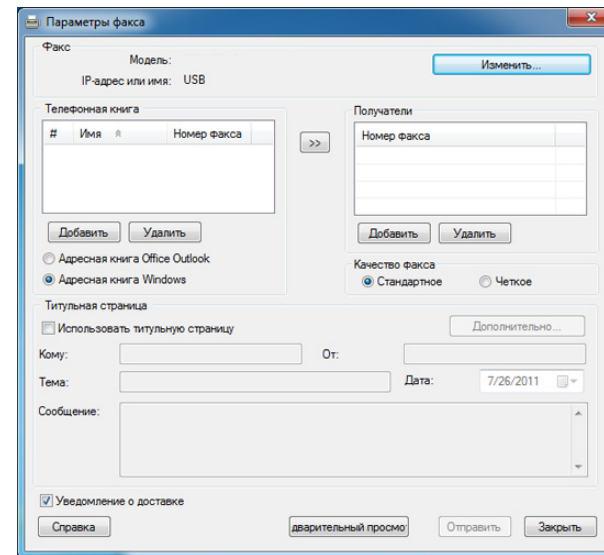 Параметры факса
Факс
Модель:
Изменить...
IP-адрес или имя: USB
Телефонная книга
# Имя Номер факса
>>
Добавить Удалить
Адресная книга Office Outlook
Адресная книга Windows
Получатели
Номер факса
Добавить Удалить
Качество факса
Стандартное Четкое
Титульная страница
Использовать титульную страницу
Дополнительно...
Кому: От:
Тема: Дата: 7/26/2011
Сообщение:
Уведомление о доставке
Справка дварительный просмо Отправить Закрыть